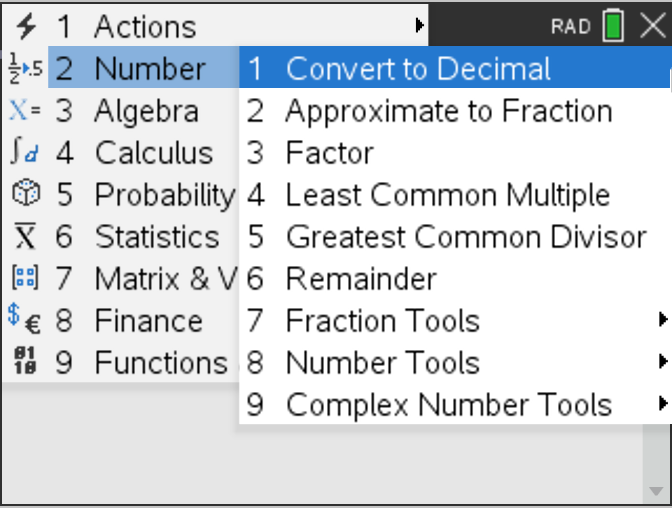 1 Actions
RAD
2 Number
3 Algebra
4 Calculus
5 Probability
6 Statistics
7 Matrix & V
8 Finance
9 Functions
1 Convert to Decimal
2 Approximate to Fraction
3 Factor
4 Least Common Multiple
5 Greatest Common Divisor
6 Remainder
7 Fraction Tools
8 Number Tools
9 Complex Number Tools